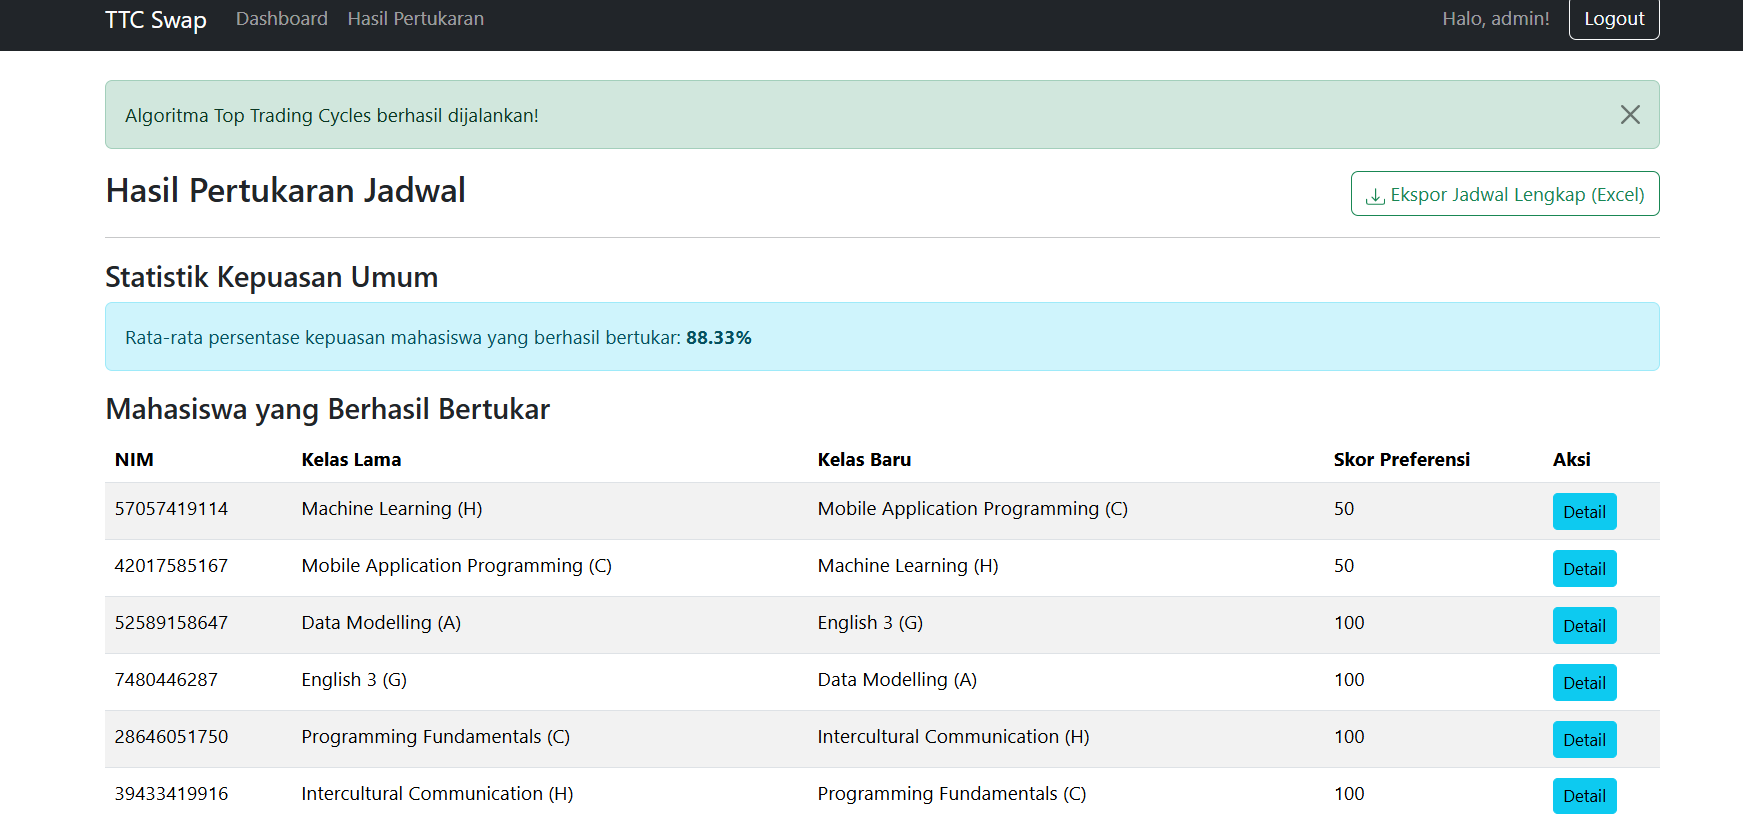 TTC Swap Dashboard Hasil Pertukaran Halo, admin! Logout
Algoritma Top Trading Cycles berhasil dijalankan!
Hasil Pertukaran Jadwal Ekspor Jadwal Lengkap (Excel)
Statistik Kepuasan Umum
Rata-rata persentase kepuasan mahasiswa yang berhasil bertukar: 88.33%
Mahasiswa yang Berhasil Bertukar
NIM Kelas Lama Kelas Baru Skor Preferensi Aksi
57057419114 Machine Learning (H) Mobile Application Programming (C) 50 Detail
42017585167 Mobile Application Programming (C) Machine Learning (H) 50 Detail
52589158647 Data Modelling (A) English 3 (G) 100 Detail
7480446287 English 3 (G) Data Modelling (A) 100 Detail
28646051750 Programming Fundamentals (C) Intercultural Communication (H) 100 Detail
39433419916 Intercultural Communication (H) Programming Fundamentals (C) 100 Detail